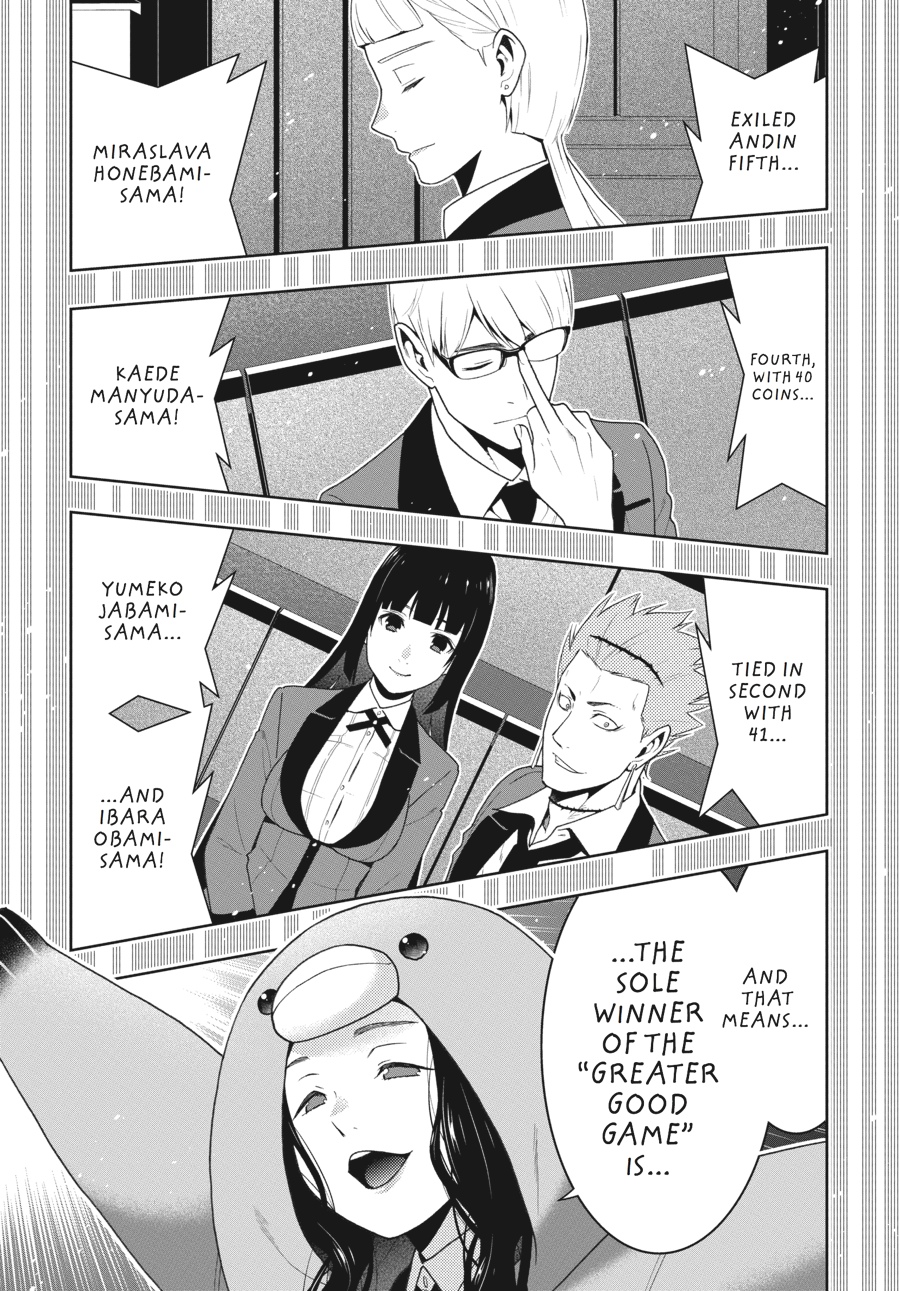 EXILED
ANDIN
FIFTH...
MIRASLAVA
HONEBAMI-
SAMA!
FOURTH,
WITH 40
COINS...
KAEDE
MANYUDA-
SAMA!
TIED IN
SECOND
WITH
41...
YUMEKO
JABAMI-
SAMA...
...AND
IBARA
OBAMI-
SAMA!
AND
THAT
MEANS...
...THE
SOLE
WINNER
OF THE
“GREATER
GOOD
GAME”
IS...